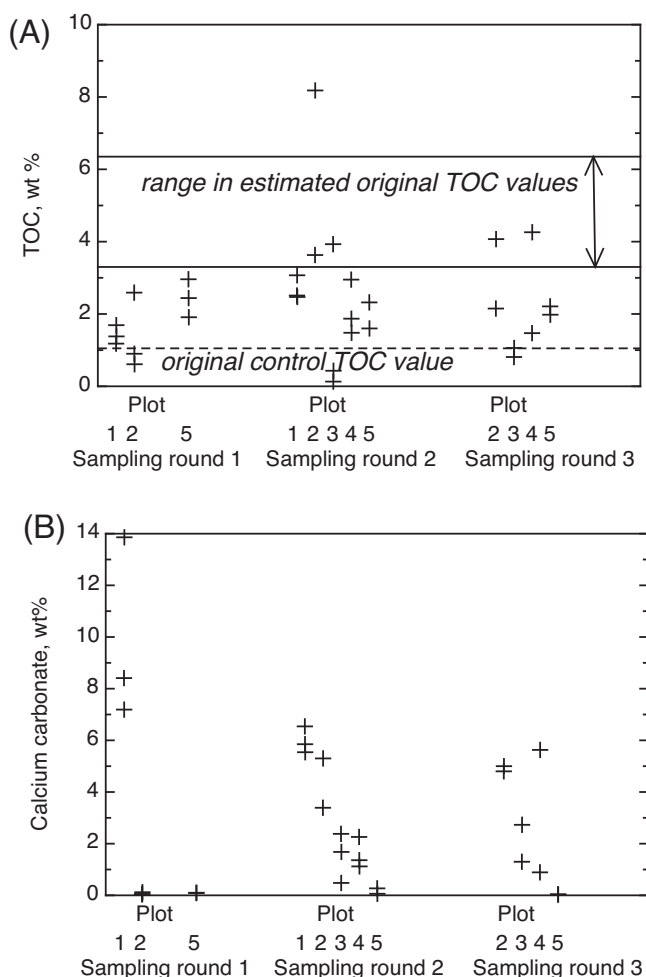 (A)
10
8
6
4
2
0
TOC, wt %
range in estimated original TOC values
original control TOC value
Plot Plot Plot
1 2 5 1 2 3 4 5 2 3 4 5
Sampling round 1 Sampling round 2 Sampling round 3
(B)
14
12
10
8
6
4
2
0
Calcium carbonate, wt%
Plot Plot Plot
1 2 5 1 2 3 4 5 2 3 4 5
Sampling round 1 Sampling round 2 Sampling round 3